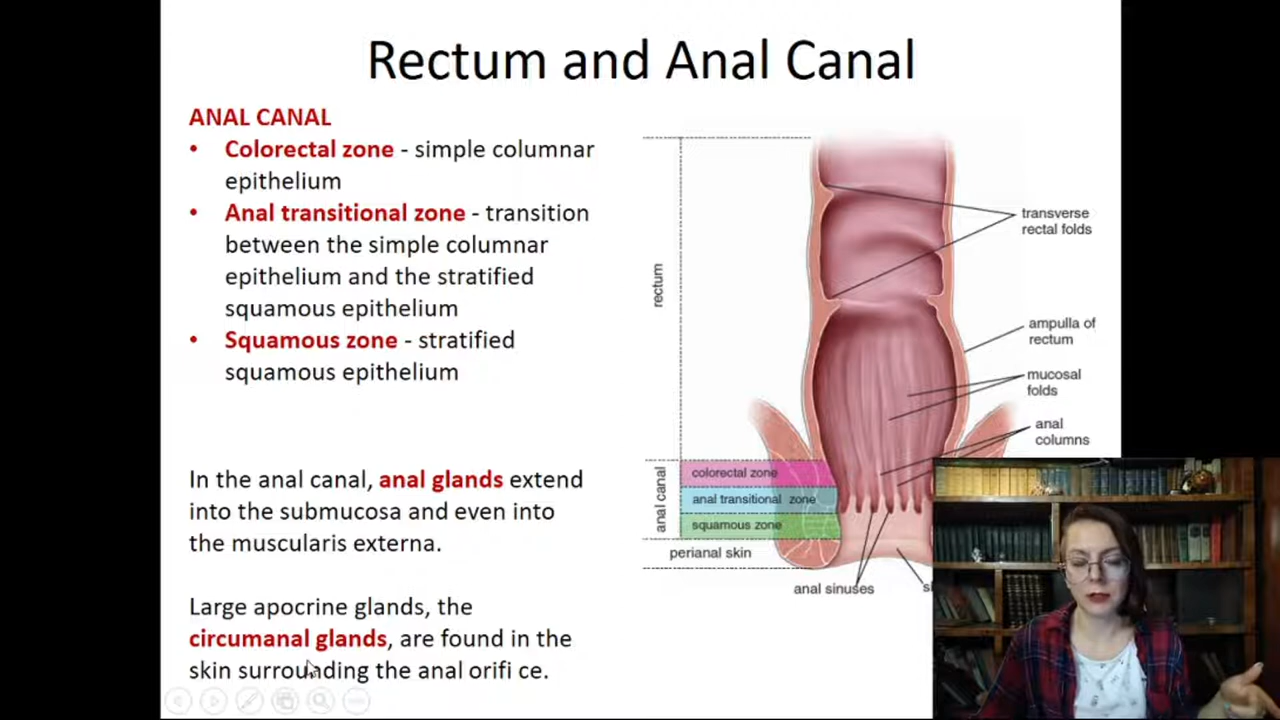 Rectum and Anal Canal
ANAL CANAL
• Colorectal zone - simple columnar
epithelium
• Anal transitional zone - transition
between the simple columnar
epithelium and the stratified
squamous epithelium
• Squamous zone - stratified
squamous epithelium
In the anal canal, anal glands extend
into the submucosa and even into
the muscularis externa.
Large apocrine glands, the
circumanal glands, are found in the
skin surrounding the anal orifi ce.
transverse
rectal folds
rectum
ampulla of
rectum
mucosal
folds
anal
columns
anal canal
colorectal zone
anal transitional zone
squamous zone
perianal skin
anal sinuses